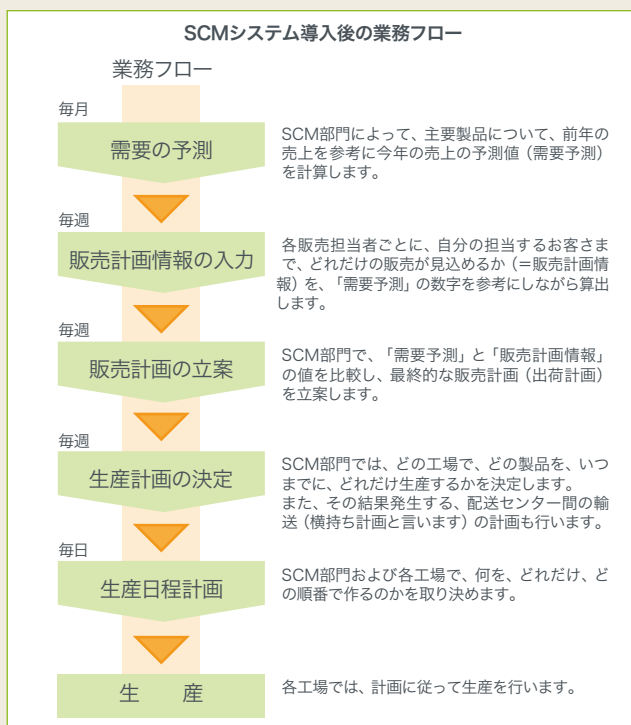 SCMシステム導入後の業務フロー
業務フロー
毎月
需要の予測
SCM部門によって、主要製品について、前年の
売上を参考に今年の売上の予測値（需要予測）
を計算します。
毎週
販売計画情報の入力
各販売担当者ごとに、自分の担当するお客さま
で、どれだけの販売が見込めるか（＝販売計画情
報）を、「需要予測」の数字を参考にしながら算出
します。
毎週
販売計画の立案
SCM部門で、「需要予測」と「販売計画情報」
の値を比較し、最終的な販売計画（出荷計画）
を立案します。
毎週
生産計画の決定
SCM部門では、どの工場で、どの製品を、いつ
までに、どれだけ生産するかを決定します。
また、その結果発生する、配送センター間の輸
送（横持ち計画と言います）の計画も行います。
毎日
生産日程計画
SCM部門および各工場で、何を、どれだけ、ど
の順番で作るのかを取り決めます。
生　産
各工場では、計画に従って生産を行います。